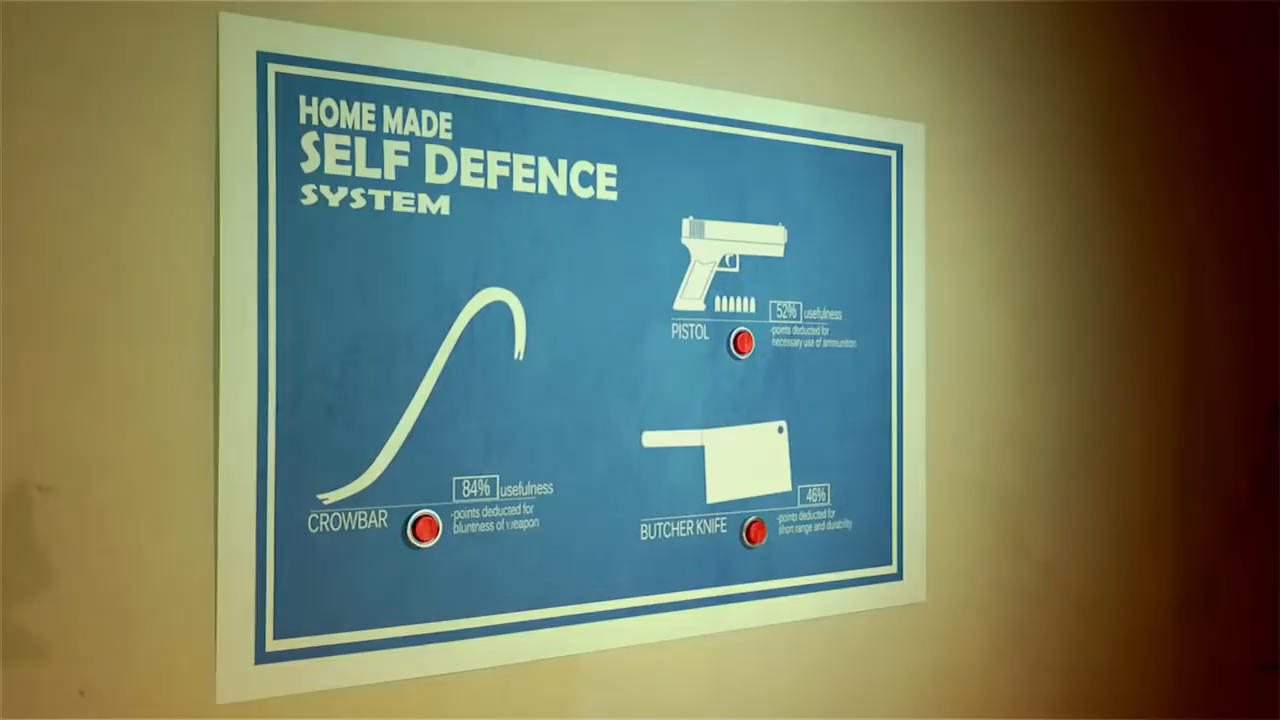 HOME MADE
SELF DEFENCE
SYSTEM
PISTOL
52% usefulness
-points deducted for
necessary use of ammunition
CROWBAR
84% usefulness
-points deducted for
bluntness of weapon
BUTCHER KNIFE
46%
-points deducted for
short range and durability